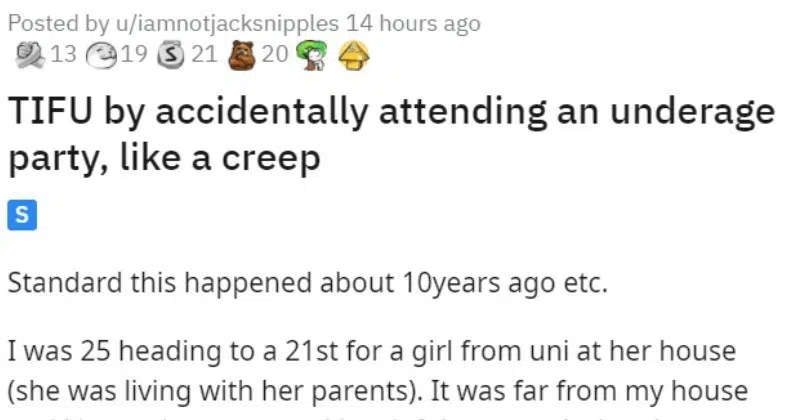 Posted by u/iamnotjacksnipples 14 hours ago
13 19 S 21 20
TIFU by accidentally attending an underage
party, like a creep
S
Standard this happened about 10years ago etc.
I was 25 heading to a 21st for a girl from uni at her house
(she was living with her parents). It was far from my house